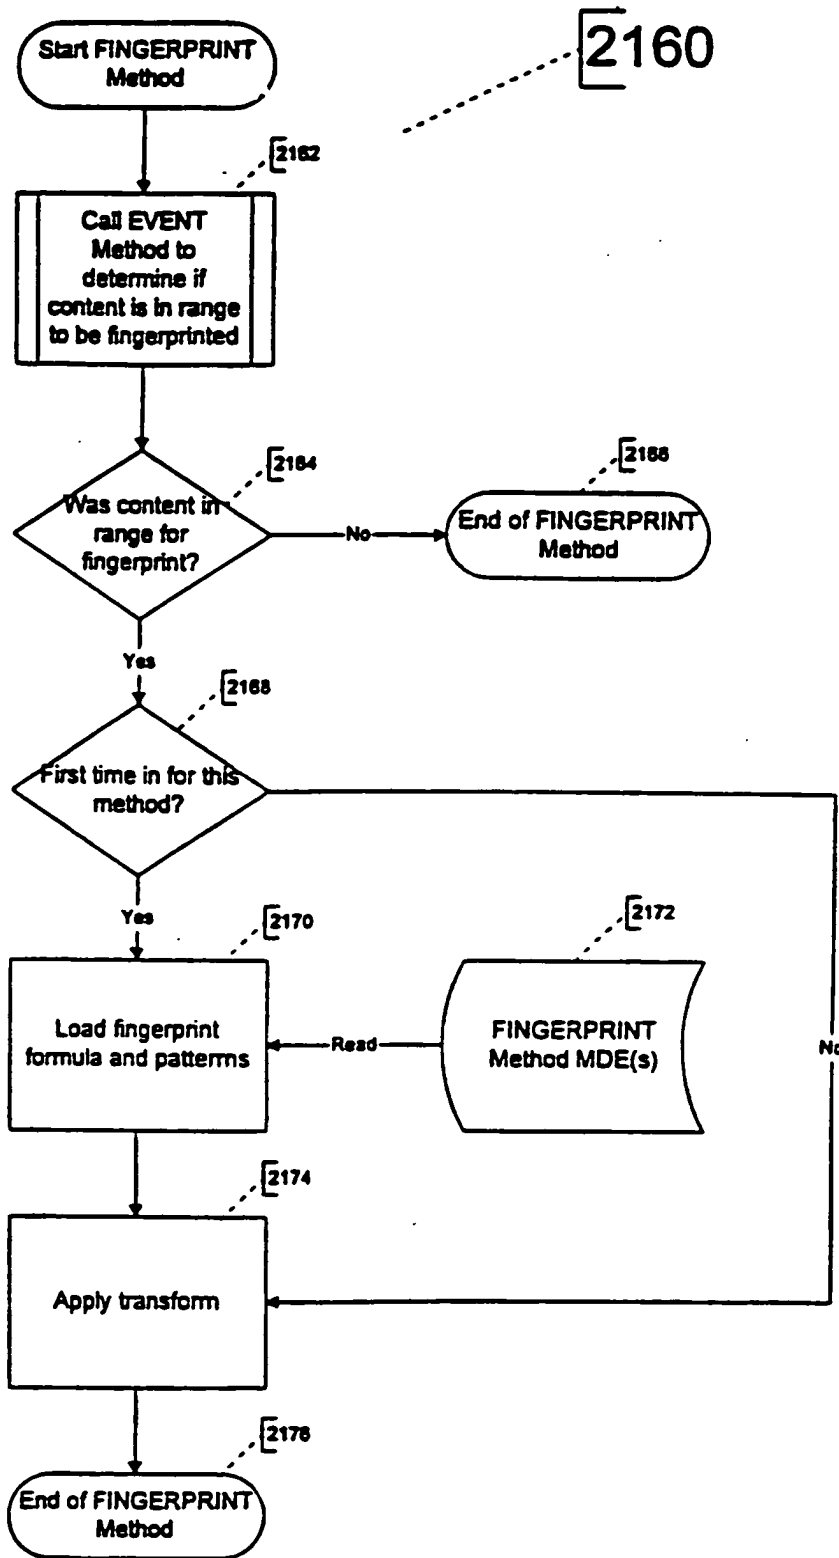 Start FINGERPRINT
Method
2160
2162
Call EVENT
Method to
determine if
content is in range
to be fingerprinted
2164
Was content in
range for
fingerprint?
No
2166
End of FINGERPRINT
Method
Yes
2168
First time in for this
method?
No
Yes
2170
2172
Load fingerprint
formula and patterns
Read
FINGERPRINT
Method MDE(s)
2174
Apply transform
2176
End of FINGERPRINT
Method